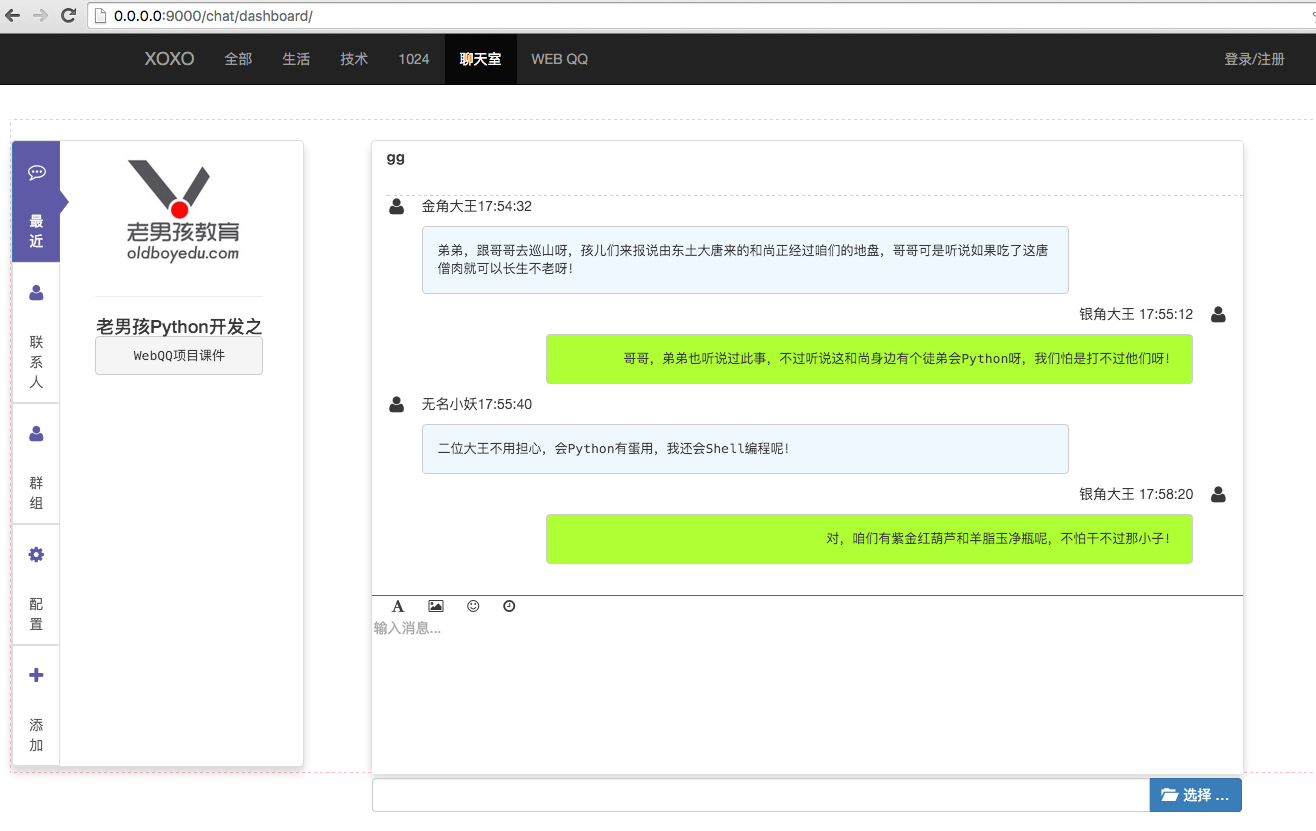 0.0.0.0:9000/chat/dashboard/
XOXO 全部 生活 技术 1024 聊天室 WEB QQ 登录/注册
最
近
联
系
人
群
组
配
置
添
加
老男孩教育
oldboyedu.com
老男孩Python开发之
WebQQ项目课件
gg
金角大王17:54:32
弟弟，跟哥哥去巡山呀，孩儿们来报说由东土大唐来的和尚正经过咱们的地盘，哥哥可是听说如果吃了这唐
僧肉就可以长生不老呀!
银角大王 17:55:12
哥哥，弟弟也听说过此事，不过听说这和尚身边有个徒弟会Python呀，我们怕是打不过他们呀!
无名小妖17:55:40
二位大王不用担心，会Python有蛋用，我还会Shell编程呢!
银角大王 17:58:20
对，咱们有紫金红葫芦和羊脂玉净瓶呢，不怕干不过那小子!
输入消息...
选择 ...